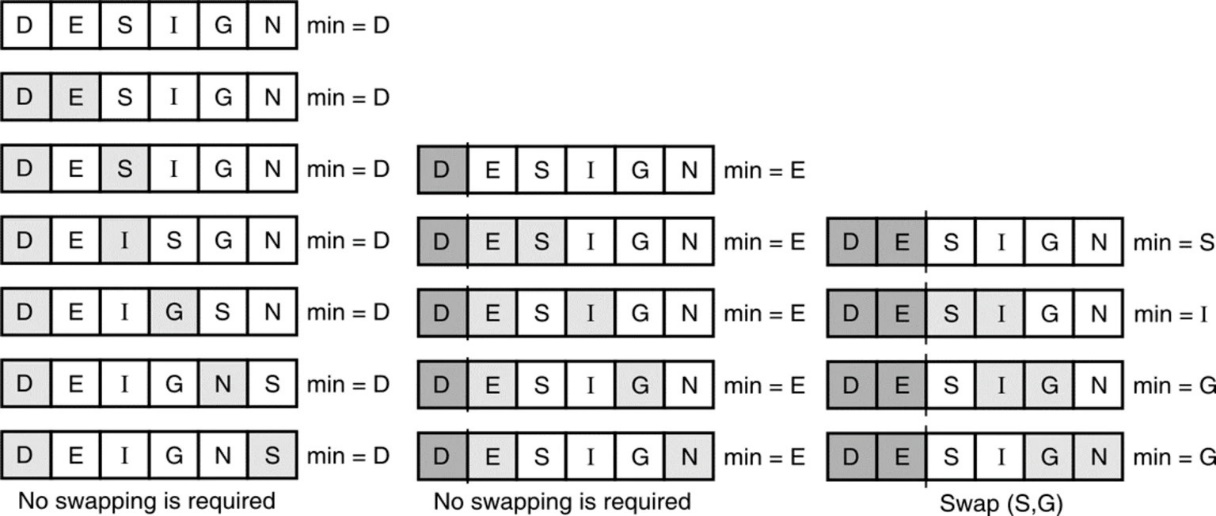 D E S I G N min = D
D E S I G N min = D
D E S I G N min = D
D E I S G N min = D
D E I G S N min = D
D E I G N S min = D
D E I G N S min = D
No swapping is required
D E S I G N min = E
D E S I G N min = E
D E S I G N min = E
D E S I G N min = E
D E S I G N min = E
No swapping is required
D E S I G N min = S
D E S I G N min = I
D E S I G N min = G
D E S I G N min = G
Swap (S,G)